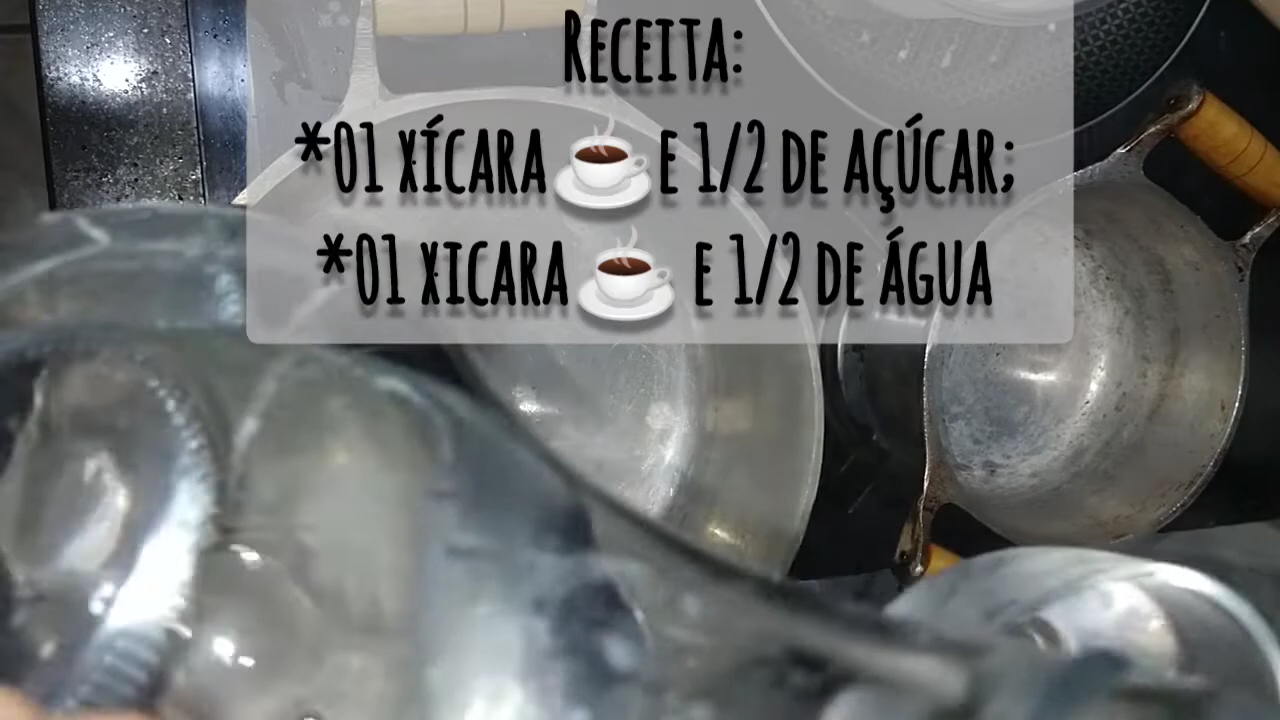 RECEITA:
*01 XÍCARA ☕ E 1/2 DE AÇÚCAR;
*01 XICARA ☕ E 1/2 DE ÁGUA